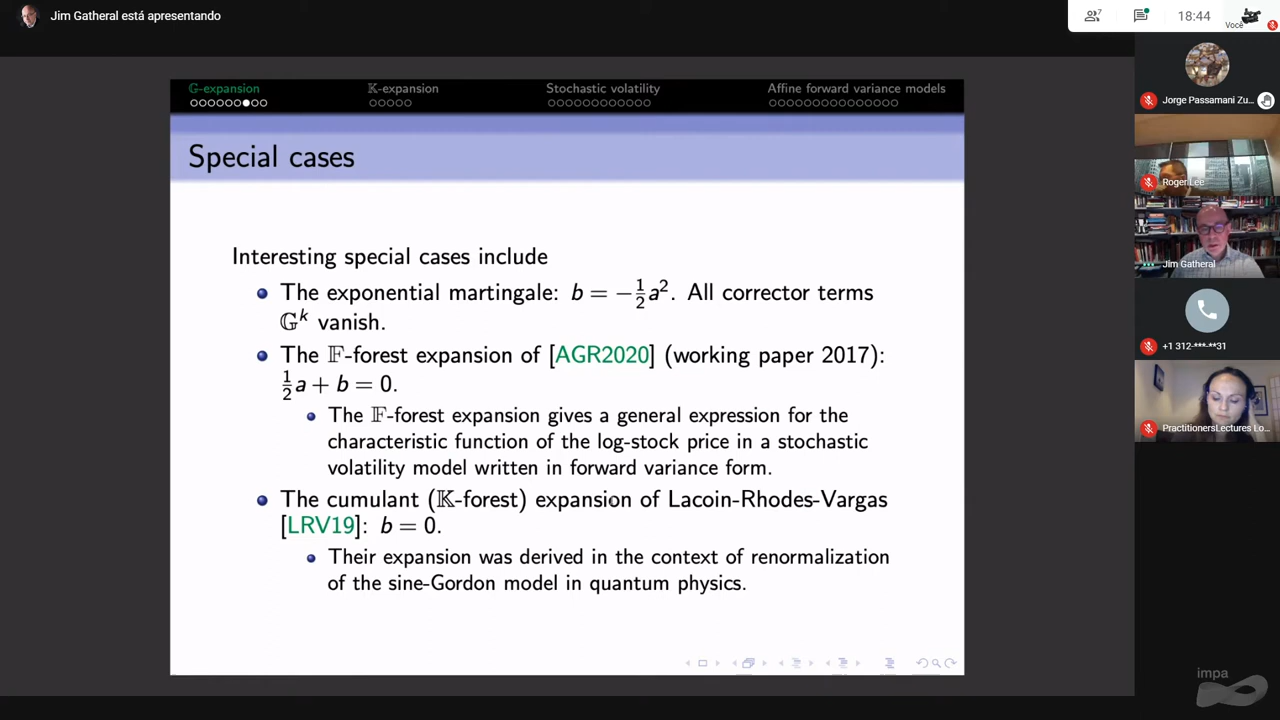 Jim Gatheral está apresentando
7
18:44
Você
G-expansion
𝕂-expansion
Stochastic volatility
Affine forward variance models
Special cases
Interesting special cases include
The exponential martingale: b = −½a². All corrector terms
𝔾ᵏ vanish.
The 𝔽-forest expansion of [AGR2020] (working paper 2017):
½a + b = 0.
The 𝔽-forest expansion gives a general expression for the
characteristic function of the log-stock price in a stochastic
volatility model written in forward variance form.
The cumulant (𝕂-forest) expansion of Lacoin-Rhodes-Vargas
[LRV19]: b = 0.
Their expansion was derived in the context of renormalization
of the sine-Gordon model in quantum physics.
Jorge Passamani Zu...
Roger Lee
Jim Gatheral
+1 312-***-**31
PractitionersLectures Lo...
impa